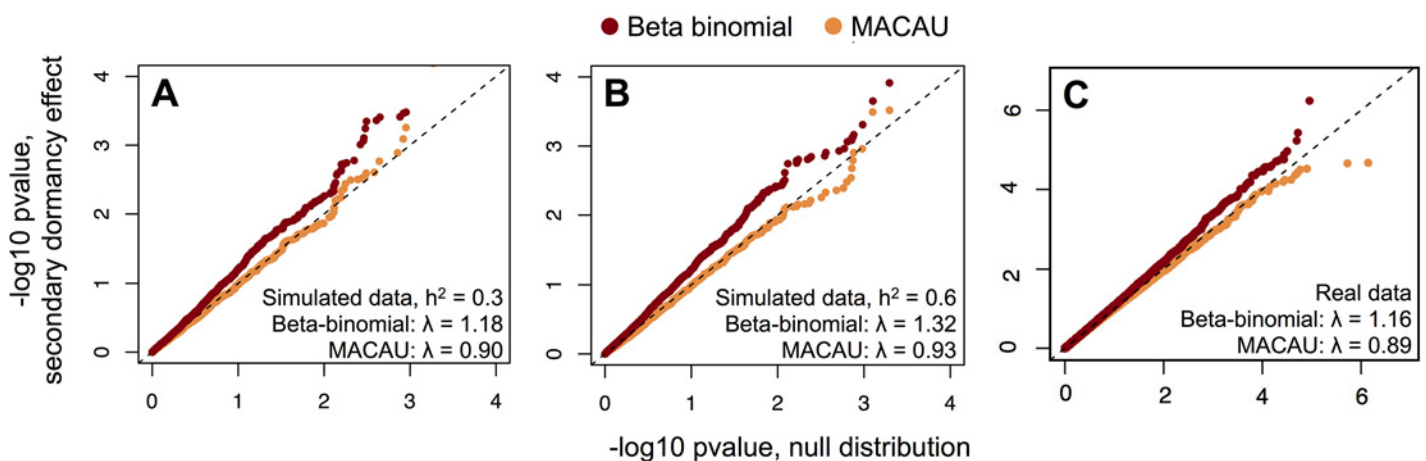 Beta binomial MACAU
-log10 pvalue,
secondary dormancy effect
A
4
3
2
1
0
0 1 2 3 4
Simulated data, h² = 0.3
Beta-binomial: λ = 1.18
MACAU: λ = 0.90
B
4
3
2
1
0
0 1 2 3 4
Simulated data, h² = 0.6
Beta-binomial: λ = 1.32
MACAU: λ = 0.93
C
6
4
2
0
0 2 4 6
Real data
Beta-binomial: λ = 1.16
MACAU: λ = 0.89
-log10 pvalue, null distribution